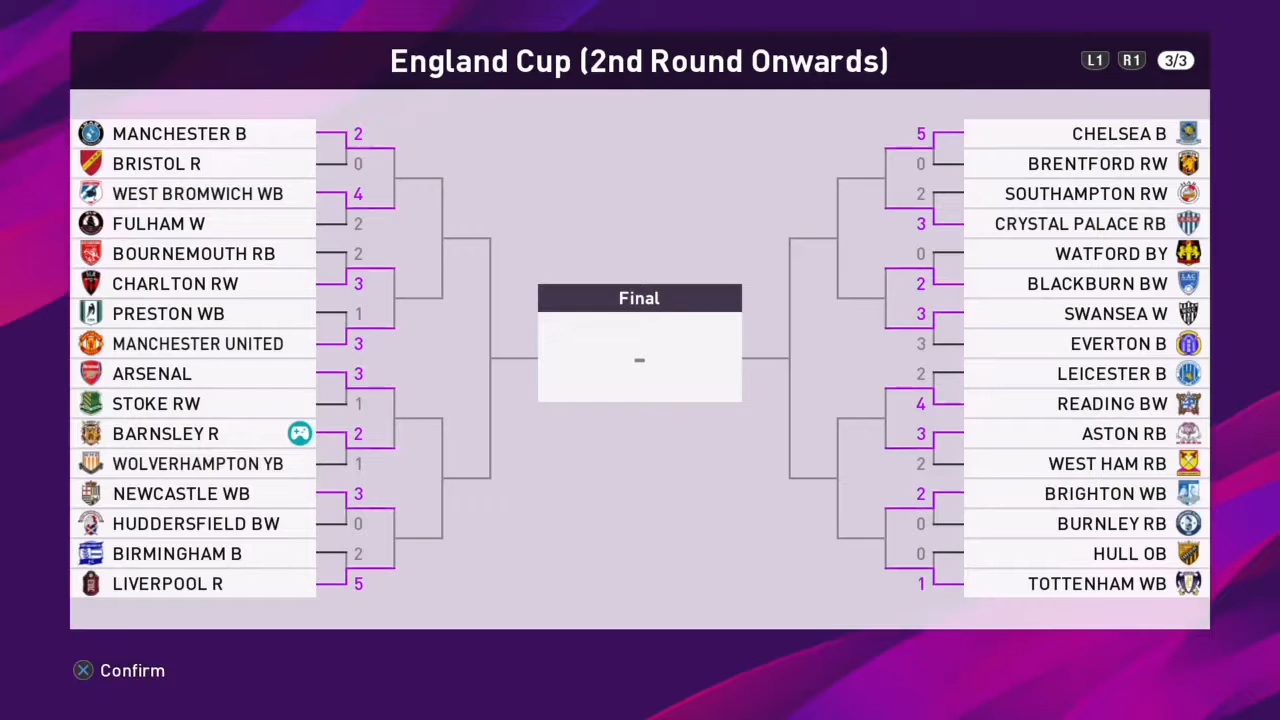 England Cup (2nd Round Onwards)
L1 R1 3/3
MANCHESTER B 2
BRISTOL R 0
WEST BROMWICH WB 4
FULHAM W 2
BOURNEMOUTH RB 2
CHARLTON RW 3
PRESTON WB 1
MANCHESTER UNITED 3
ARSENAL 3
STOKE RW 1
BARNSLEY R 2
WOLVERHAMPTON YB 1
NEWCASTLE WB 3
HUDDERSFIELD BW 0
BIRMINGHAM B 2
LIVERPOOL R 5
Final
-
5 CHELSEA B
0 BRENTFORD RW
2 SOUTHAMPTON RW
3 CRYSTAL PALACE RB
0 WATFORD BY
2 BLACKBURN BW
3 SWANSEA W
3 EVERTON B
2 LEICESTER B
4 READING BW
3 ASTON RB
2 WEST HAM RB
2 BRIGHTON WB
0 BURNLEY RB
0 HULL OB
1 TOTTENHAM WB
Confirm